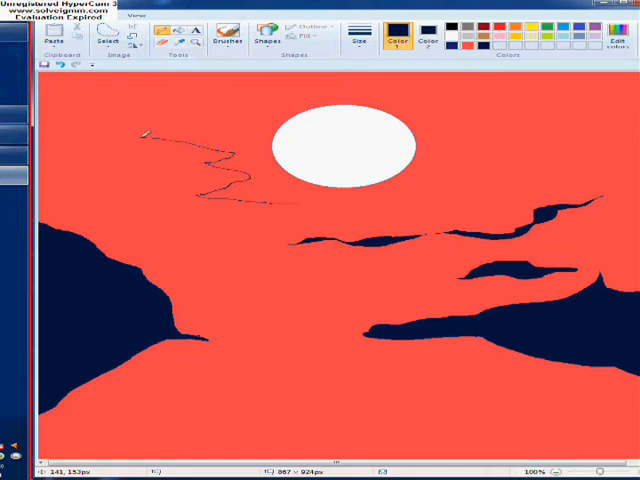 Unregistered HyperCam 3
www.solveigmm.com
Evaluation Expired
View
Paste
Select
Brushes
Shapes
Outline
Fill
Size
Color
1
Color
2
Edit
colors
Clipboard
Image
Tools
Shapes
Colors
141, 153px
867 × 924px
100%